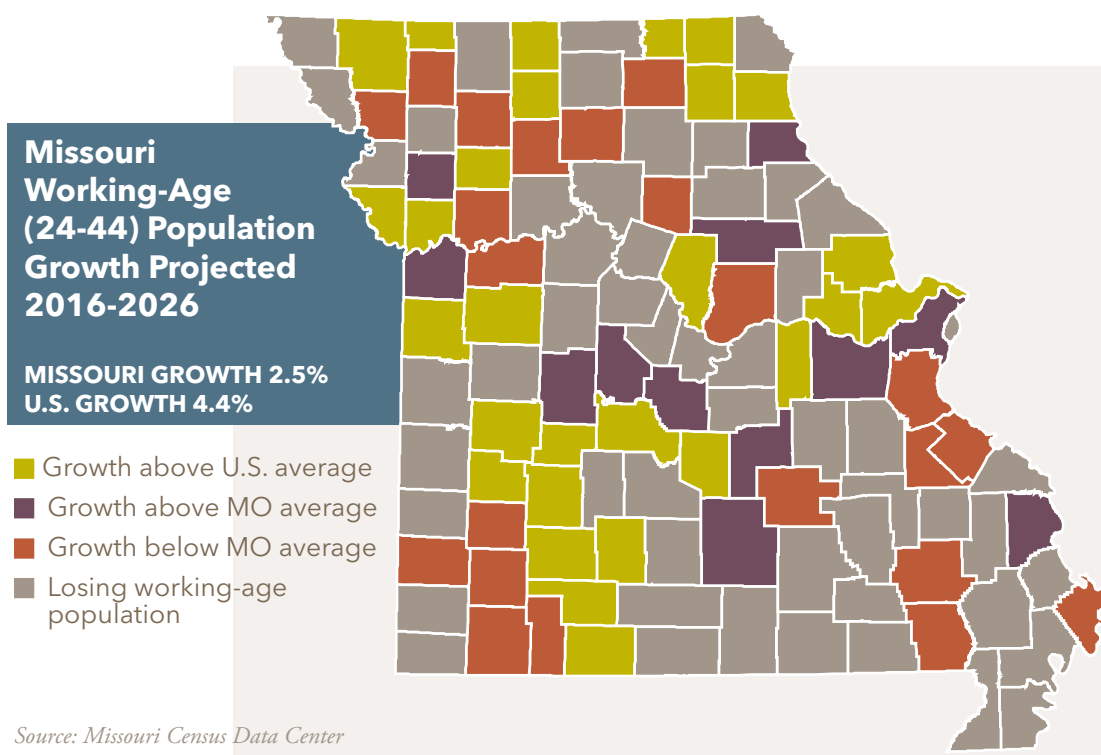 Missouri
Working-Age
(24-44) Population
Growth Projected
2016-2026
MISSOURI GROWTH 2.5%
U.S. GROWTH 4.4%
Growth above U.S. average
Growth above MO average
Growth below MO average
Losing working-age
population
Source: Missouri Census Data Center